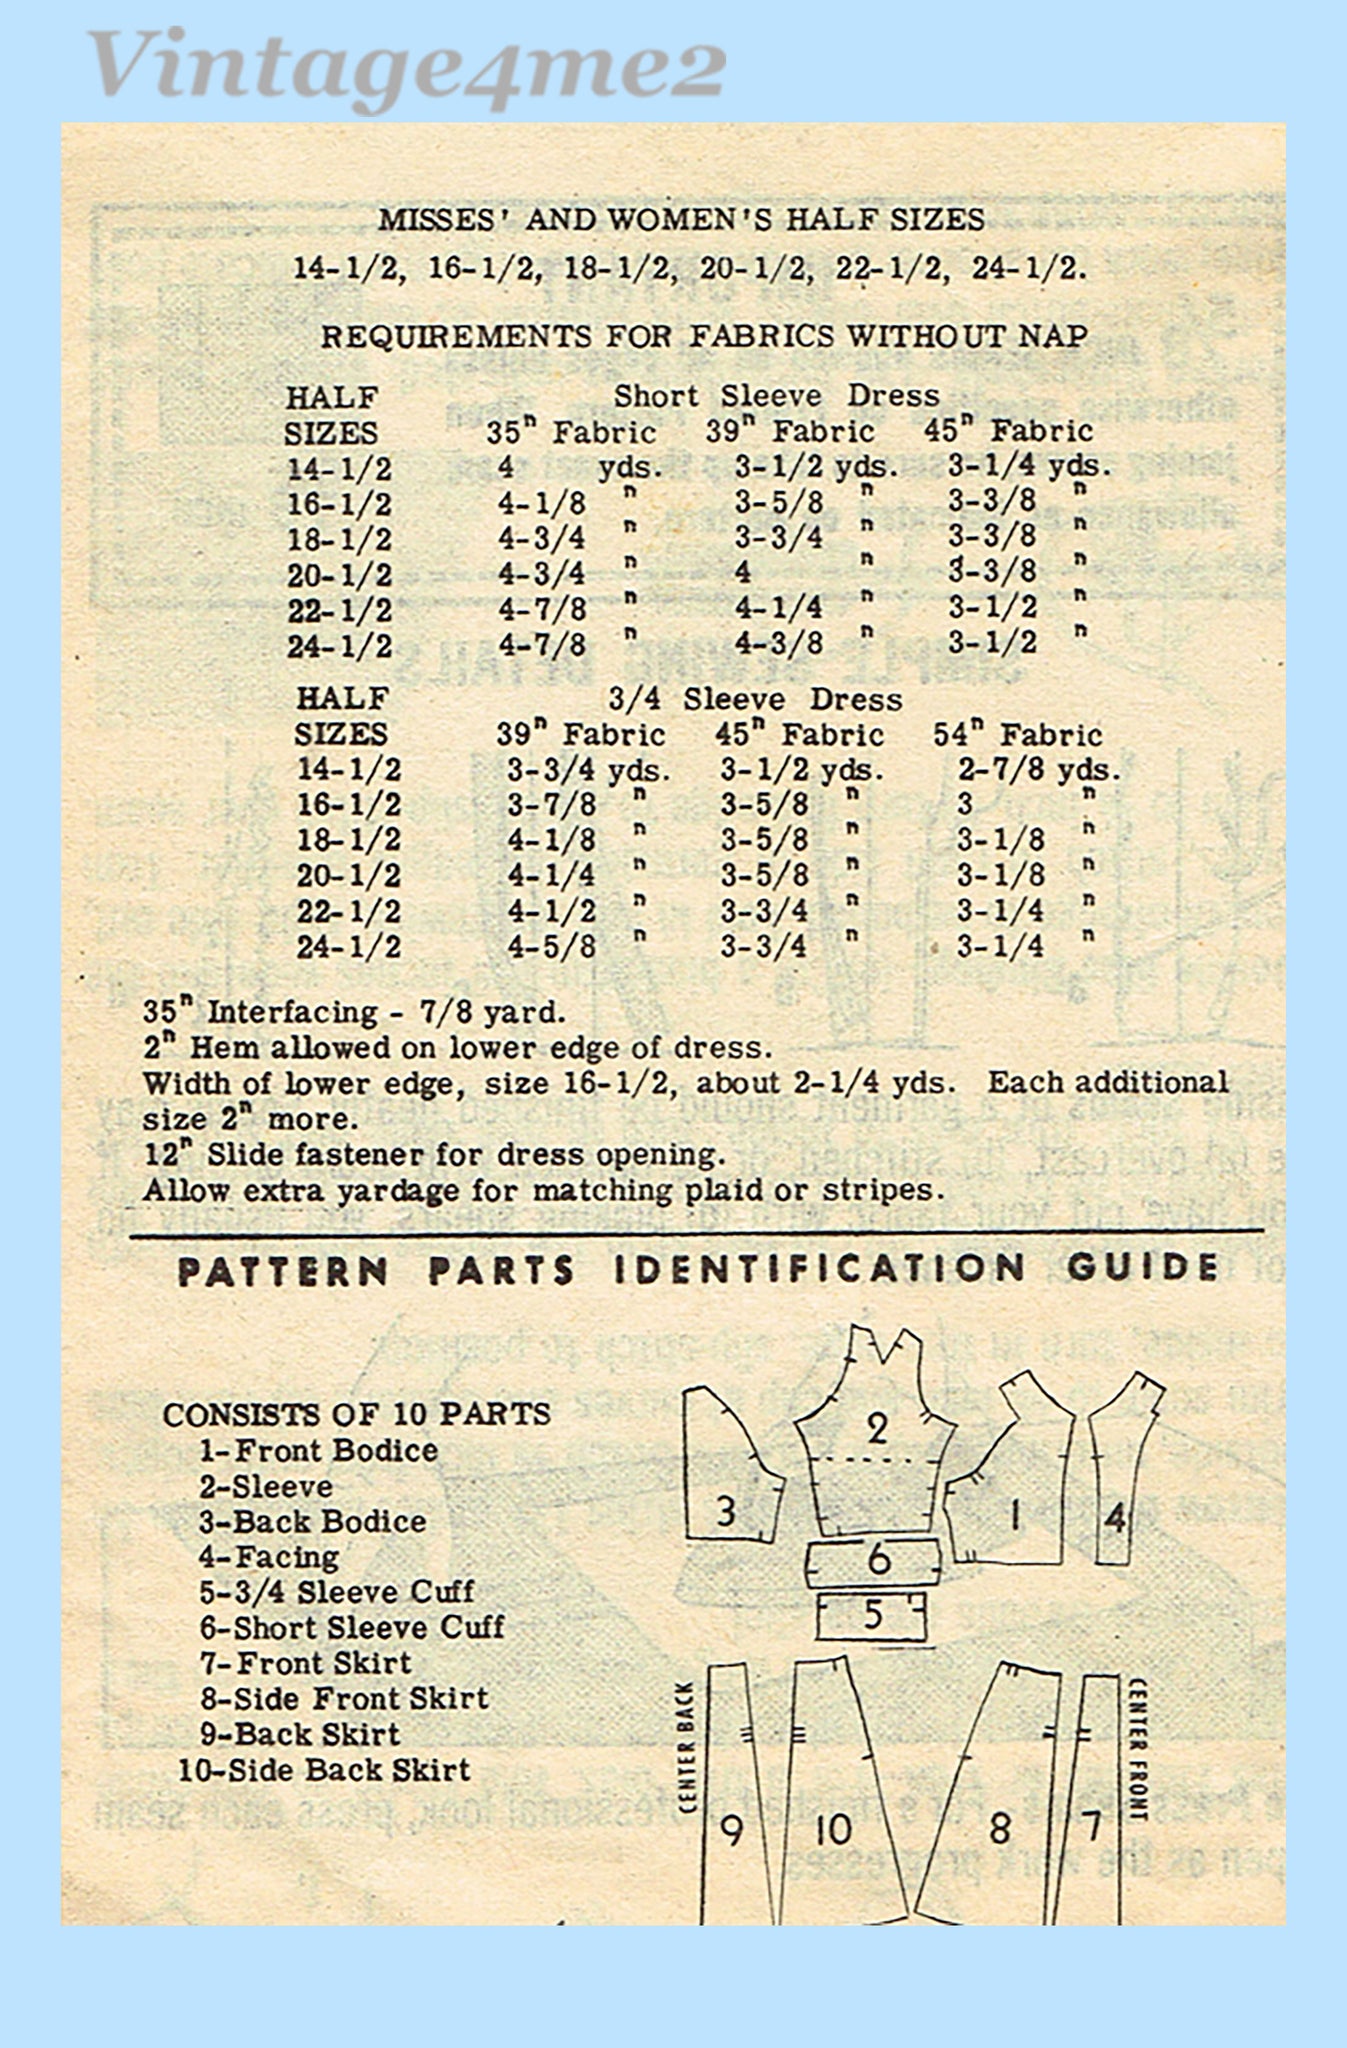 Vintage4me2
MISSES' AND WOMEN'S HALF SIZES
14-1/2, 16-1/2, 18-1/2, 20-1/2, 22-1/2, 24-1/2.
REQUIREMENTS FOR FABRICS WITHOUT NAP
HALF Short Sleeve Dress
SIZES 35" Fabric 39" Fabric 45" Fabric
14-1/2 4 yds. 3-1/2 yds. 3-1/4 yds.
16-1/2 4-1/8 " 3-5/8 " 3-3/8 "
18-1/2 4-3/4 " 3-3/4 " 3-3/8 "
20-1/2 4-3/4 " 4 " 3-3/8 "
22-1/2 4-7/8 " 4-1/4 " 3-1/2 "
24-1/2 4-7/8 " 4-3/8 " 3-1/2 "
HALF 3/4 Sleeve Dress
SIZES 39" Fabric 45" Fabric 54" Fabric
14-1/2 3-3/4 yds. 3-1/2 yds. 2-7/8 yds.
16-1/2 3-7/8 " 3-5/8 " 3 "
18-1/2 4-1/8 " 3-5/8 " 3-1/8 "
20-1/2 4-1/4 " 3-5/8 " 3-1/8 "
22-1/2 4-1/2 " 3-3/4 " 3-1/4 "
24-1/2 4-5/8 " 3-3/4 " 3-1/4 "
35" Interfacing - 7/8 yard.
2" Hem allowed on lower edge of dress.
Width of lower edge, size 16-1/2, about 2-1/4 yds. Each additional
size 2" more.
12" Slide fastener for dress opening.
Allow extra yardage for matching plaid or stripes.
PATTERN PARTS IDENTIFICATION GUIDE
CONSISTS OF 10 PARTS
1-Front Bodice
2-Sleeve
3-Back Bodice
4-Facing
5-3/4 Sleeve Cuff
6-Short Sleeve Cuff
7-Front Skirt
8-Side Front Skirt
9-Back Skirt
10-Side Back Skirt
2
3
1
4
6
5
CENTER BACK
CENTER FRONT
9
10
8
7